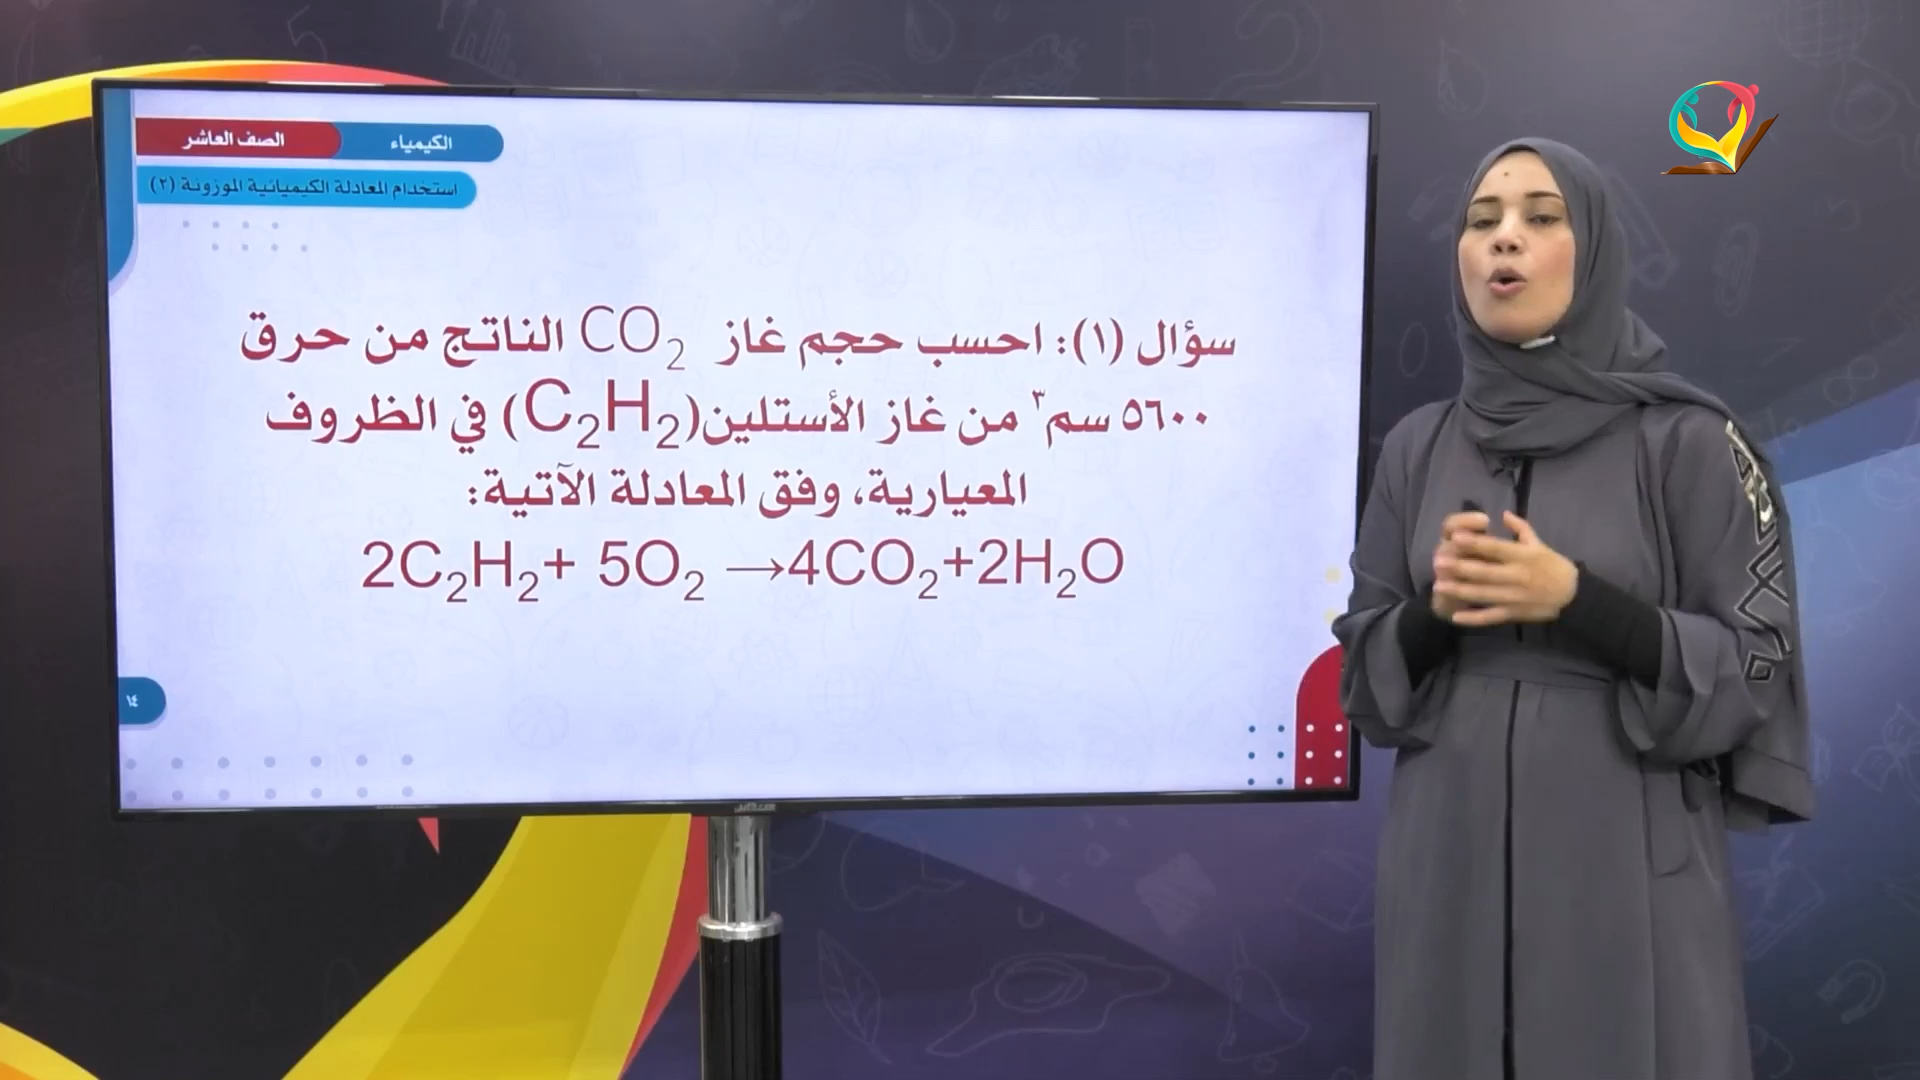 الكيمياء
الصف العاشر
استخدام المعادلة الكيميائية الموزونة (٢)
سؤال (١): احسب حجم غاز CO₂ الناتج من حرق
٥٦٠٠ سم٣ من غاز الأستلين(C₂H₂) في الظروف
المعيارية، وفق المعادلة الآتية:
2C₂H₂+ 5O₂ →4CO₂+2H₂O
١٤